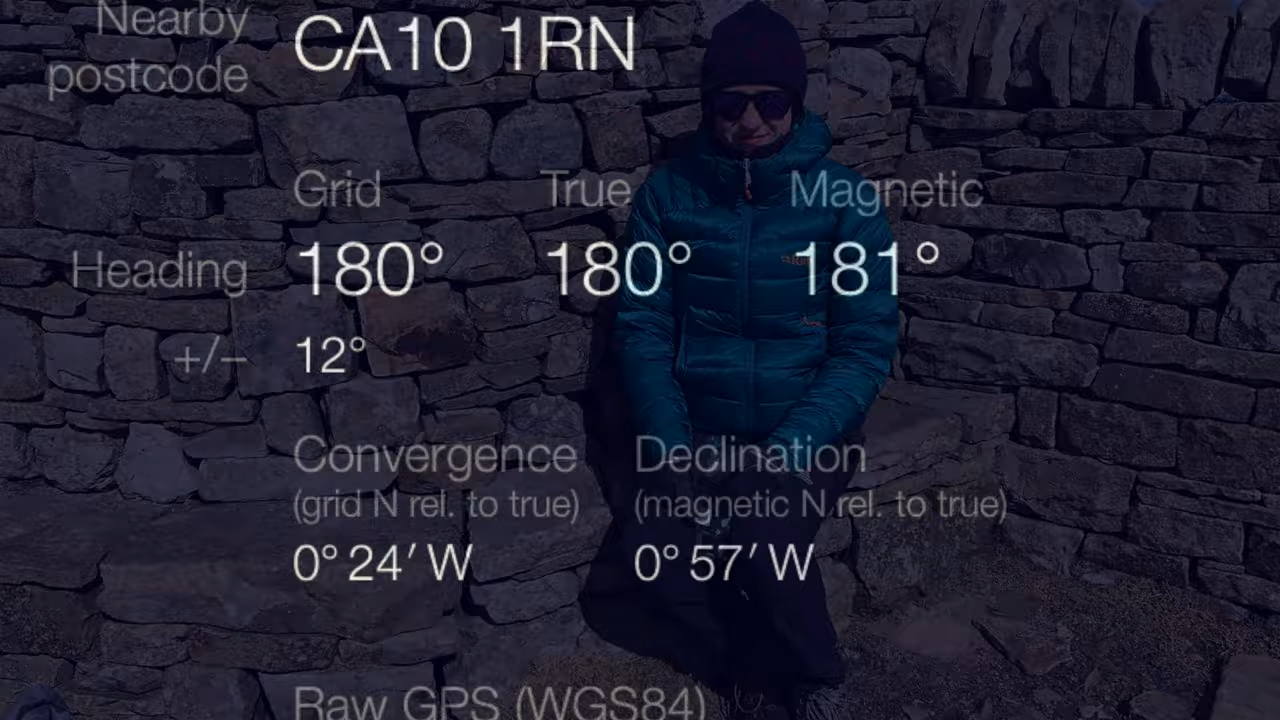 Nearby
postcode
CA10 1RN
Grid True Magnetic
Heading 180° 180° 181°
+/− 12°
Convergence Declination
(grid N rel. to true) (magnetic N rel. to true)
0° 24′ W 0° 57′ W
Raw GPS (WGS84)